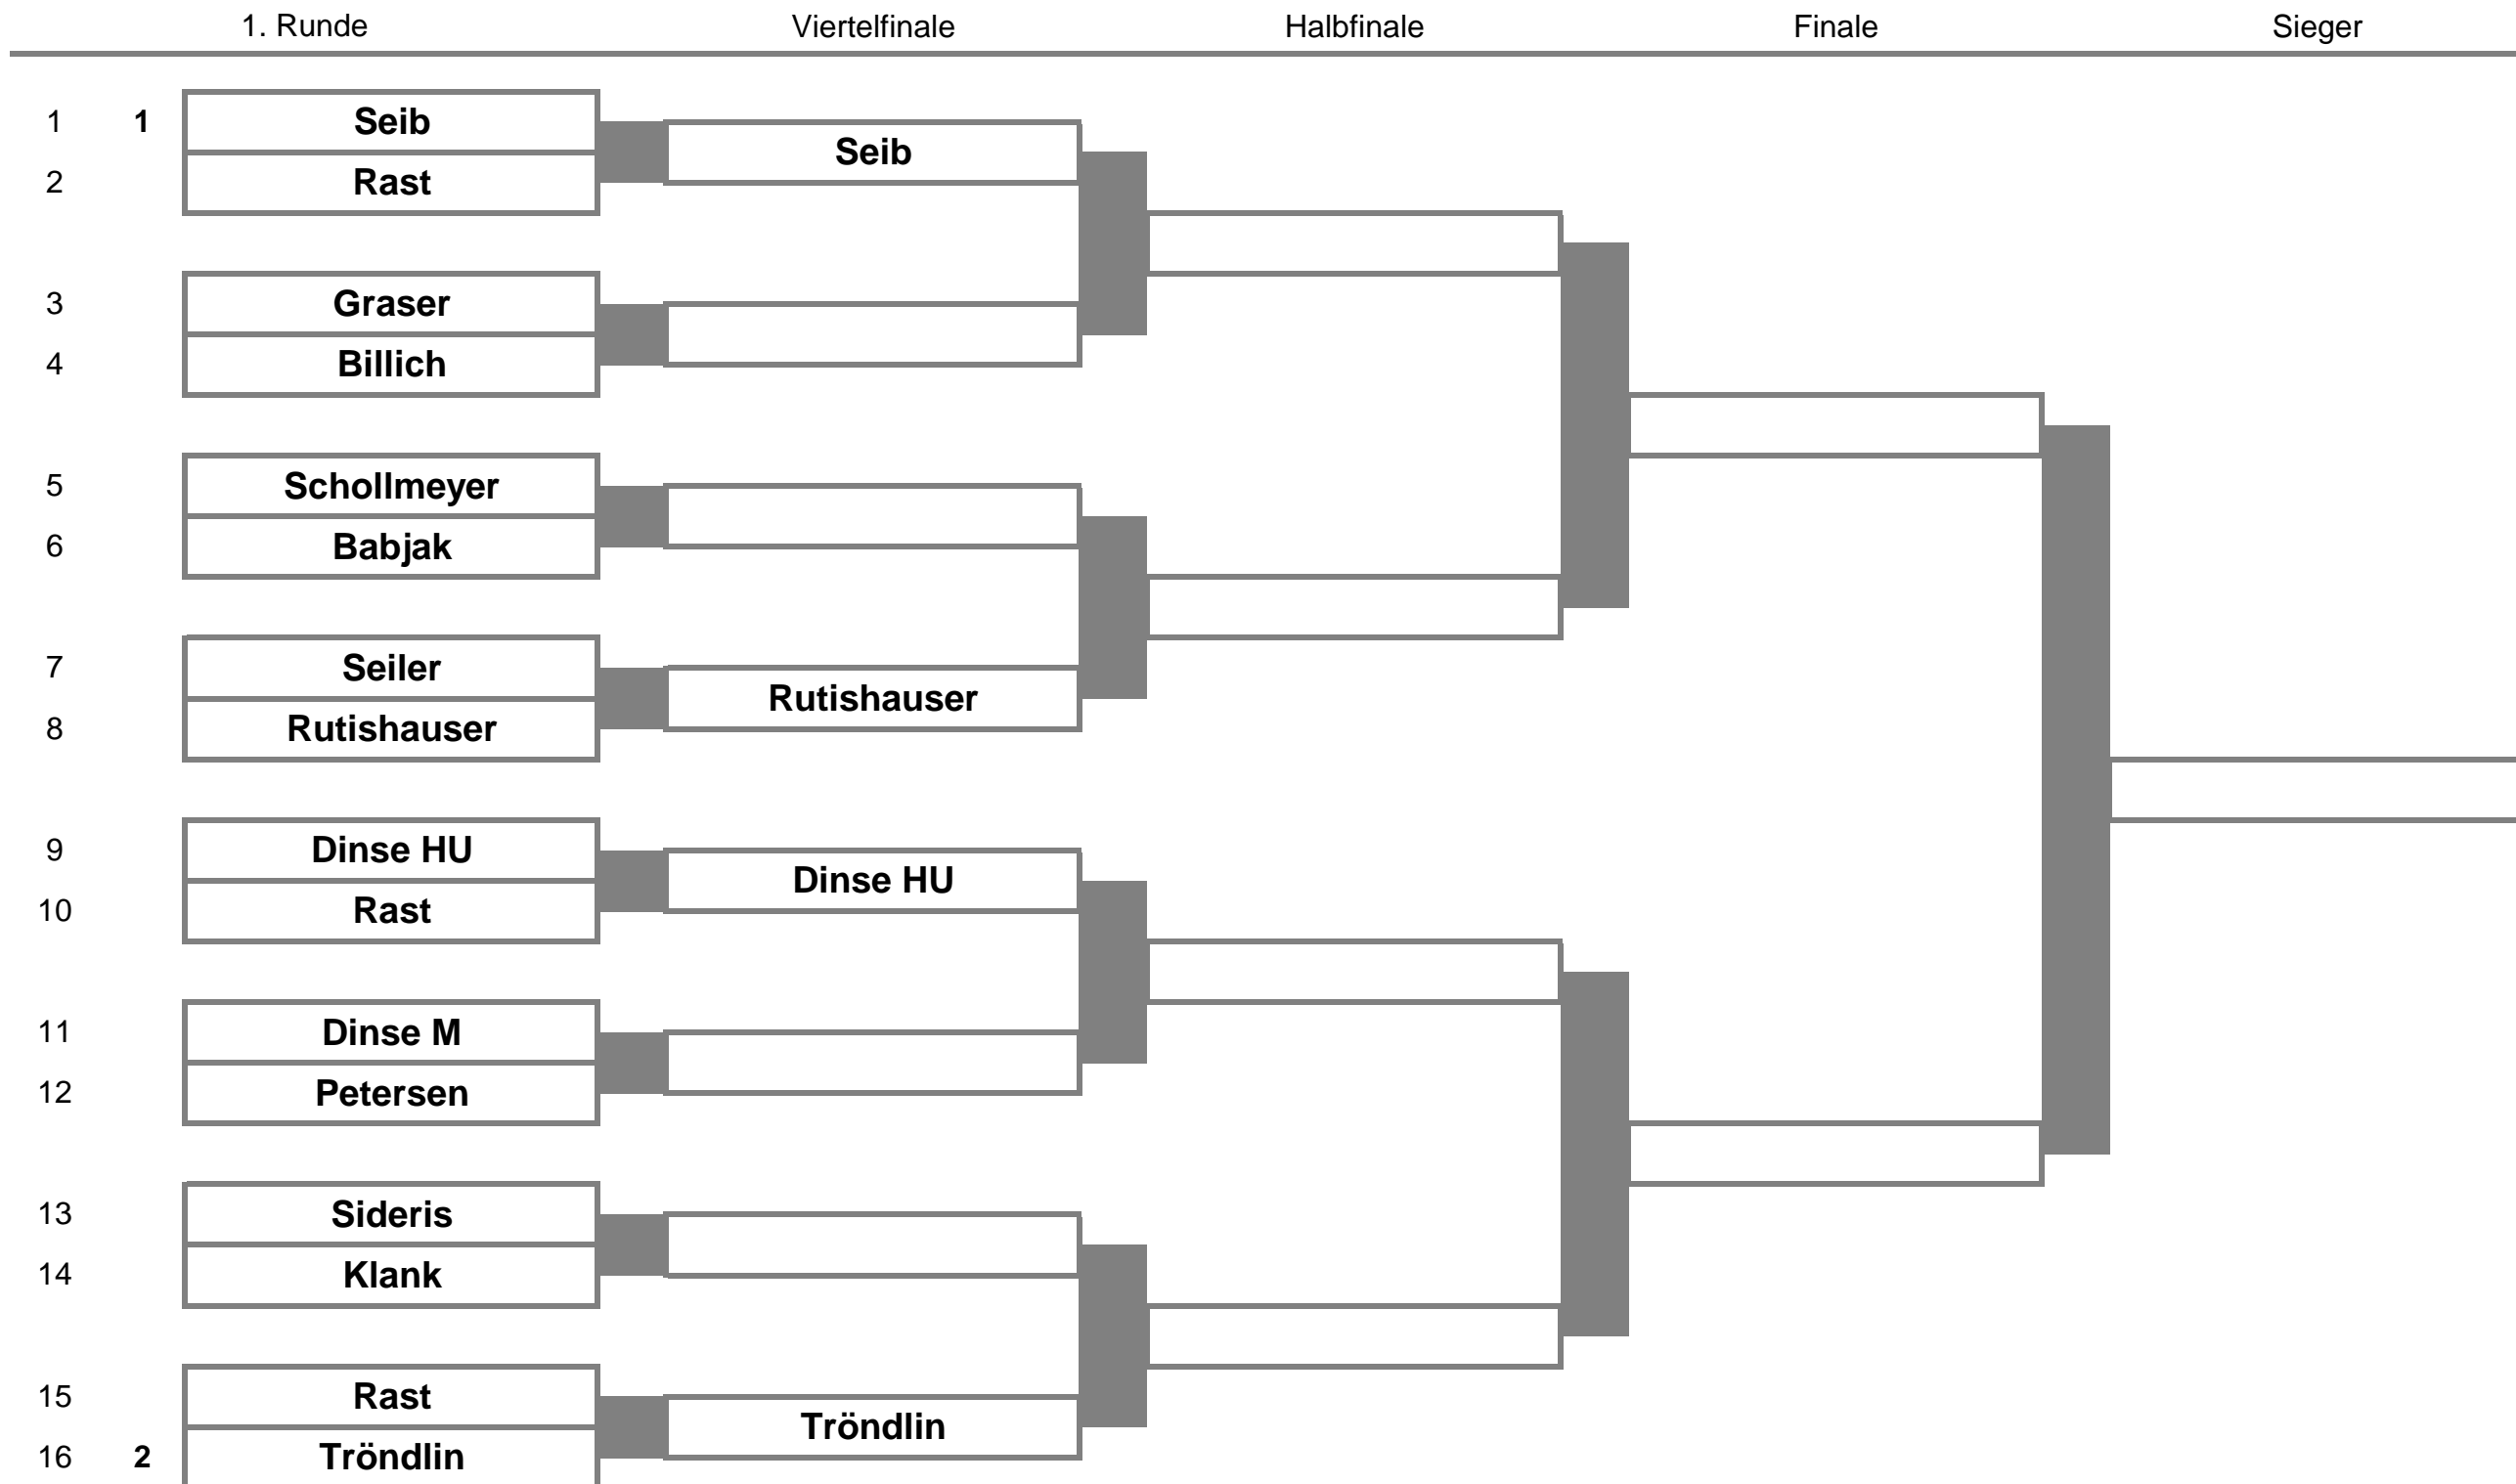 1. Runde Viertelfinale Halbfinale Finale Sieger
1 1 Seib
Seib
2 Rast
3 Graser
4 Billich
5 Schollmeyer
6 Babjak
7 Seiler
Rutishauser
8 Rutishauser
9 Dinse HU
Dinse HU
10 Rast
11 Dinse M
12 Petersen
13 Sideris
14 Klank
15 Rast
Tröndlin
16 2 Tröndlin